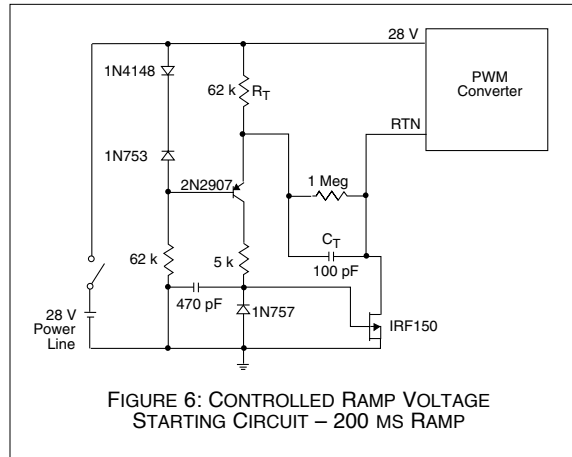 28 V
1N4148
62 k
R_T
PWM
Converter
RTN
1N753
2N2907
1 Meg
62 k
5 k
C_T
100 pF
470 pF
1N757
IRF150
28 V
Power
Line
FIGURE 6: CONTROLLED RAMP VOLTAGE
STARTING CIRCUIT – 200 MS RAMP